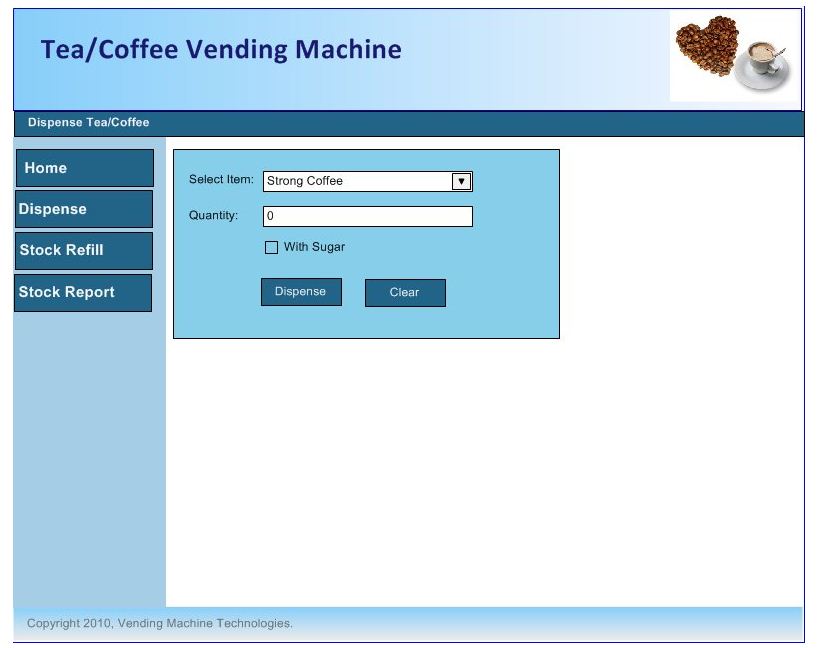 Tea/Coffee Vending Machine
Dispense Tea/Coffee
Home
Dispense
Stock Refill
Stock Report
Select Item: Strong Coffee
Quantity: 0
With Sugar
Dispense Clear
Copyright 2010, Vending Machine Technologies.